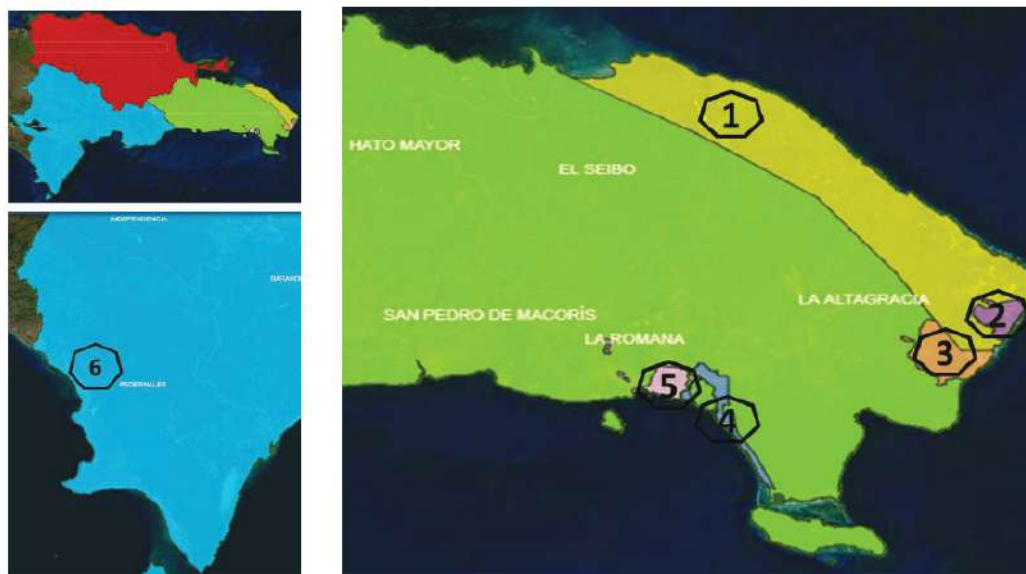 INDEPENDENCIA
PEDERNALES
6
HATO MAYOR
EL SEIBO
1
LA ALTAGRACIA
2
SAN PEDRO DE MACORÍS
LA ROMANA
3
5
4